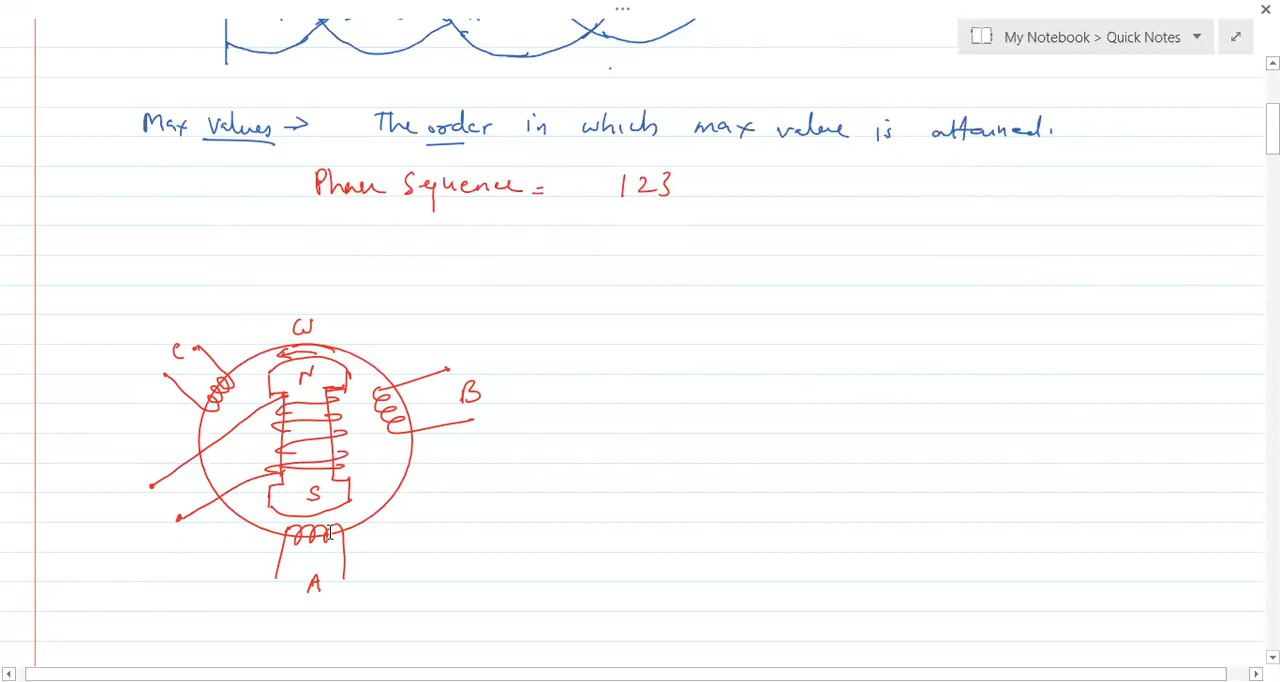 My Notebook > Quick Notes
Max values → The order in which max value is attained.
Phase Sequence = 123
ω
C
N
B
S
A